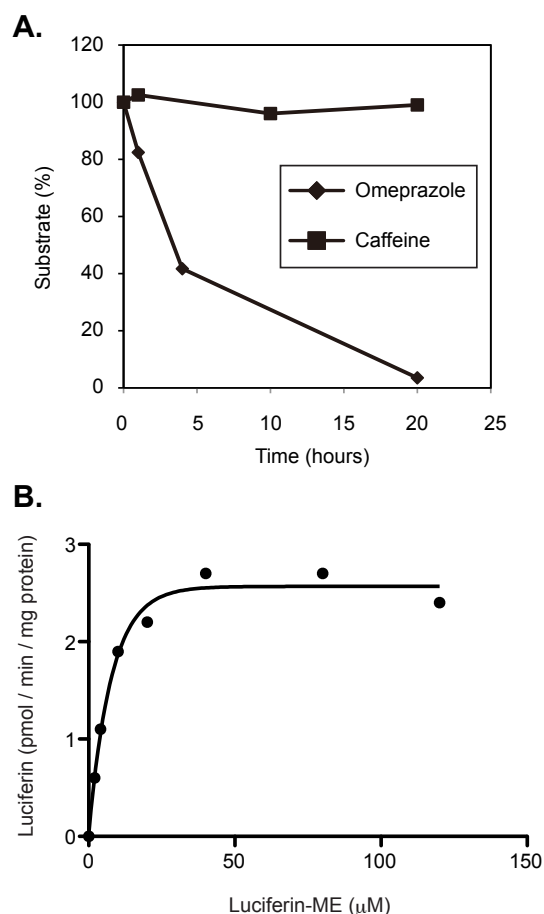 A.
120
100
80
60
40
20
0
Substrate (%)
Omeprazole
Caffeine
0 5 10 15 20 25
Time (hours)
B.
3
2
1
0
Luciferin (pmol / min / mg protein)
0 50 100 150
Luciferin-ME (μM)